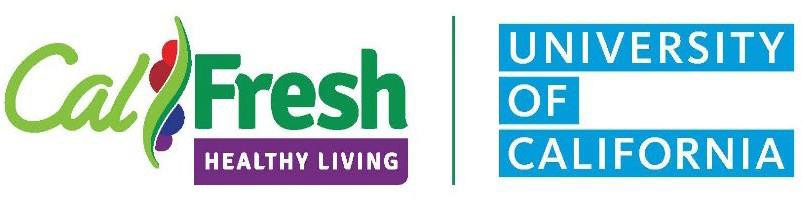 CalFresh
HEALTHY LIVING
UNIVERSITY
OF
CALIFORNIA